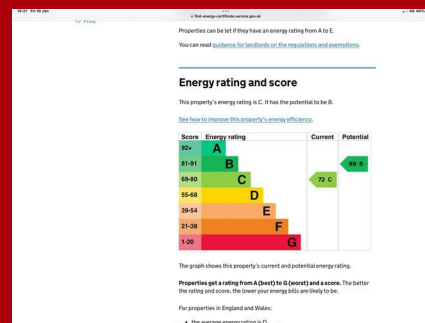 15:21 Fri 10 Jan
find-energy-certificate.service.gov.uk
4G 40%
Properties can be let if they have an energy rating from A to E.
You can read guidance for landlords on the regulations and exemptions.
Energy rating and score
This property's energy rating is C. It has the potential to be B.
See how to improve this property's energy efficiency.
Score Energy rating Current Potential
92+ A
81-91 B 89 B
69-80 C 72 C
55-68 D
39-54 E
21-38 F
1-20 G
The graph shows this property's current and potential energy rating.
Properties get a rating from A (best) to G (worst) and a score. The better
the rating and score, the lower your energy bills are likely to be.
For properties in England and Wales:
• the average energy rating is D